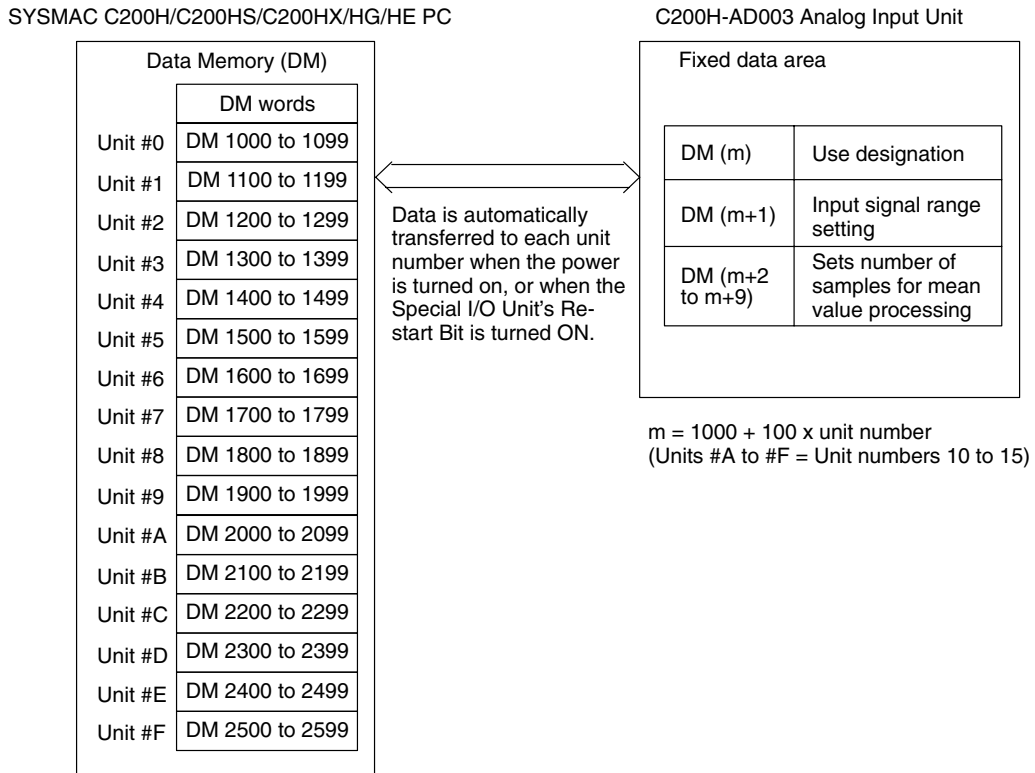 SYSMAC C200H/C200HS/C200HX/HG/HE PC
Data Memory (DM)
DM words
Unit #0 DM 1000 to 1099
Unit #1 DM 1100 to 1199
Unit #2 DM 1200 to 1299
Unit #3 DM 1300 to 1399
Unit #4 DM 1400 to 1499
Unit #5 DM 1500 to 1599
Unit #6 DM 1600 to 1699
Unit #7 DM 1700 to 1799
Unit #8 DM 1800 to 1899
Unit #9 DM 1900 to 1999
Unit #A DM 2000 to 2099
Unit #B DM 2100 to 2199
Unit #C DM 2200 to 2299
Unit #D DM 2300 to 2399
Unit #E DM 2400 to 2499
Unit #F DM 2500 to 2599
Data is automatically
transferred to each unit
number when the power
is turned on, or when the
Special I/O Unit's Re-
start Bit is turned ON.
C200H-AD003 Analog Input Unit
Fixed data area
DM (m) Use designation
DM (m+1) Input signal range
setting
DM (m+2
to m+9)
Sets number of
samples for mean
value processing
m = 1000 + 100 x unit number
(Units #A to #F = Unit numbers 10 to 15)